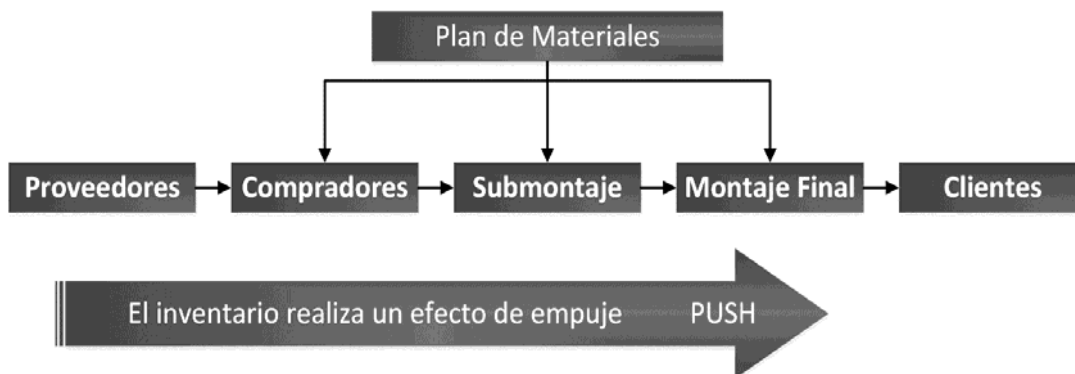 Plan de Materiales
Proveedores
Compradores
Submontaje
Montaje Final
Clientes
El inventario realiza un efecto de empuje PUSH